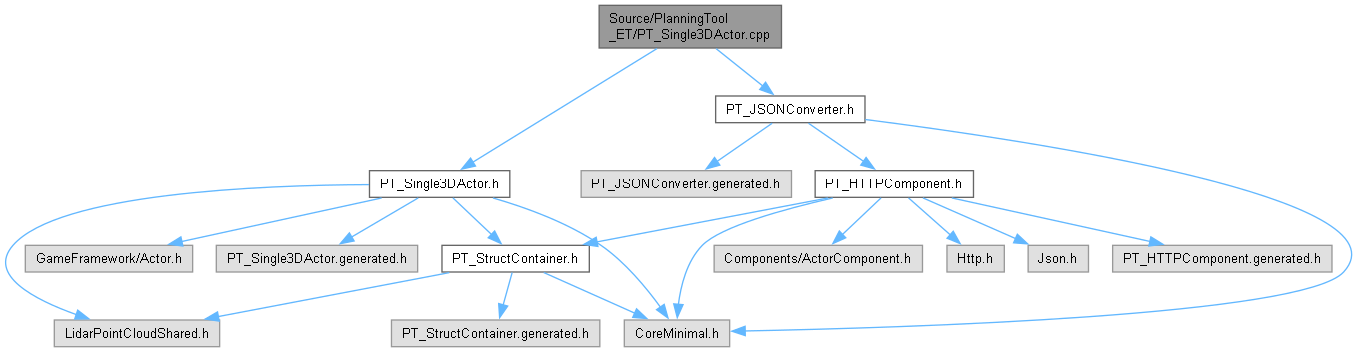 Source/PlanningTool
_ET/PT_Single3DActor.cpp
PT_JSONConverter.h
PT_Single3DActor.h
PT_JSONConverter.generated.h
PT_HTTPComponent.h
GameFramework/Actor.h
PT_Single3DActor.generated.h
PT_StructContainer.h
Components/ActorComponent.h
Http.h
Json.h
PT_HTTPComponent.generated.h
LidarPointCloudShared.h
PT_StructContainer.generated.h
CoreMinimal.h